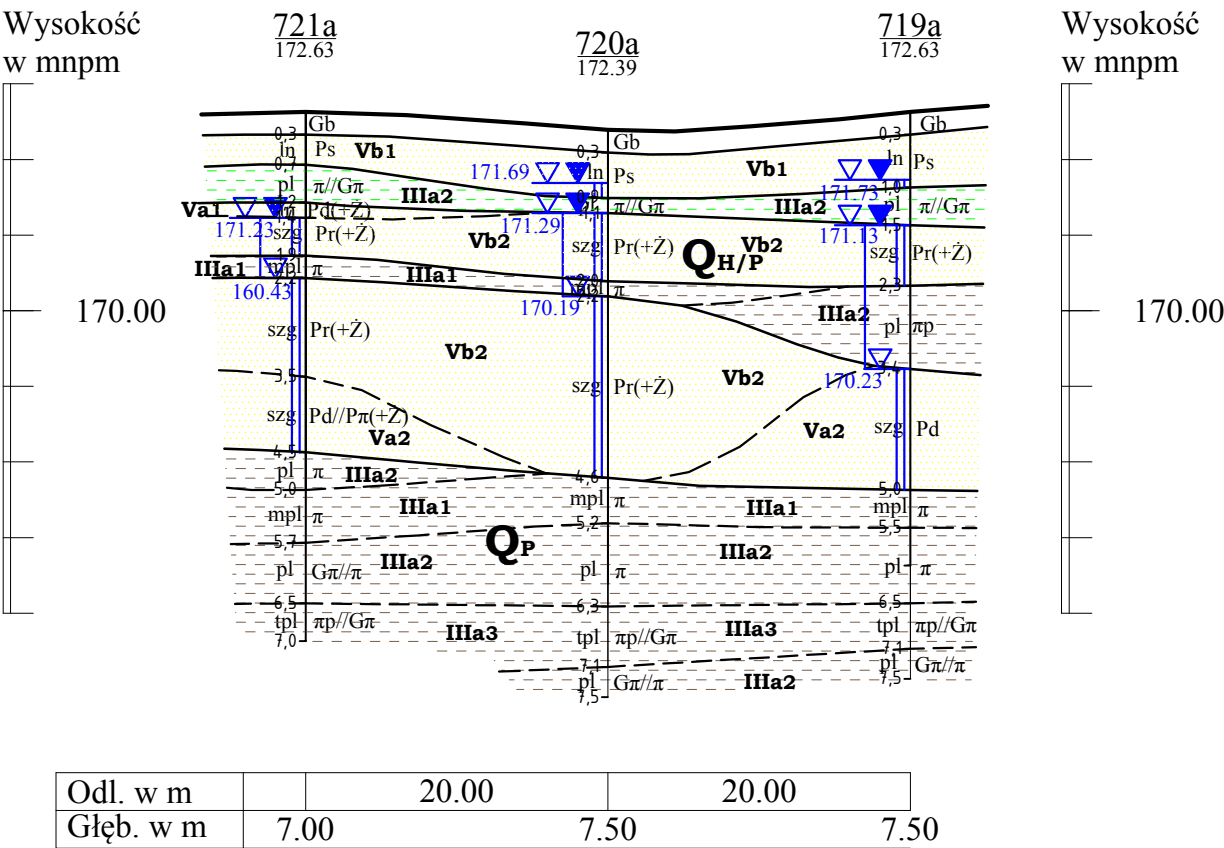 Wysokość
w mnpm
721a
172.63
720a
172.39
719a
172.63
Wysokość
w mnpm
170.00
170.00
0,3
Gb
ln
Ps
Vb1
0,7
pl
π//Gπ
IIIa2
Va1
Pd(+Ż)
171.23
szg
Pr(+Ż)
IIIa1
mpl
π
IIIa1
2,2
160.43
szg
Pr(+Ż)
Vb2
3,5
szg
Pd//Pπ(+Ż)
Va2
4,5
pl
π
IIIa2
5,0
mpl
π
IIIa1
5,7
pl
Gπ//π
IIIa2
6,5
tpl
πp//Gπ
IIIa3
7,0
Gb
0,3
171.69
ln
Ps
π//Gπ
171.29
Vb2
szg
Pr(+Ż)
π
170.19
szg
Pr(+Ż)
4,6
mpl
π
5,2
QP
pl
π
6,3
tpl
πp//Gπ
7,1
pl
Gπ//π
7,5
QH/P
Gb
0,3
Vb1
ln
Ps
1,0
171.73
IIIa2
pl
π//Gπ
1,5
171.13
Vb2
szg
Pr(+Ż)
2,3
IIIa2
pl
πp
3,4
170.23
Vb2
Va2
szg
Pd
5,0
IIIa1
mpl
π
5,5
IIIa2
pl
π
6,5
IIIa3
tpl
πp//Gπ
7,1
pl
Gπ//π
IIIa2
7,5
Odl. w m
20.00
20.00
Głęb. w m
7.00
7.50
7.50